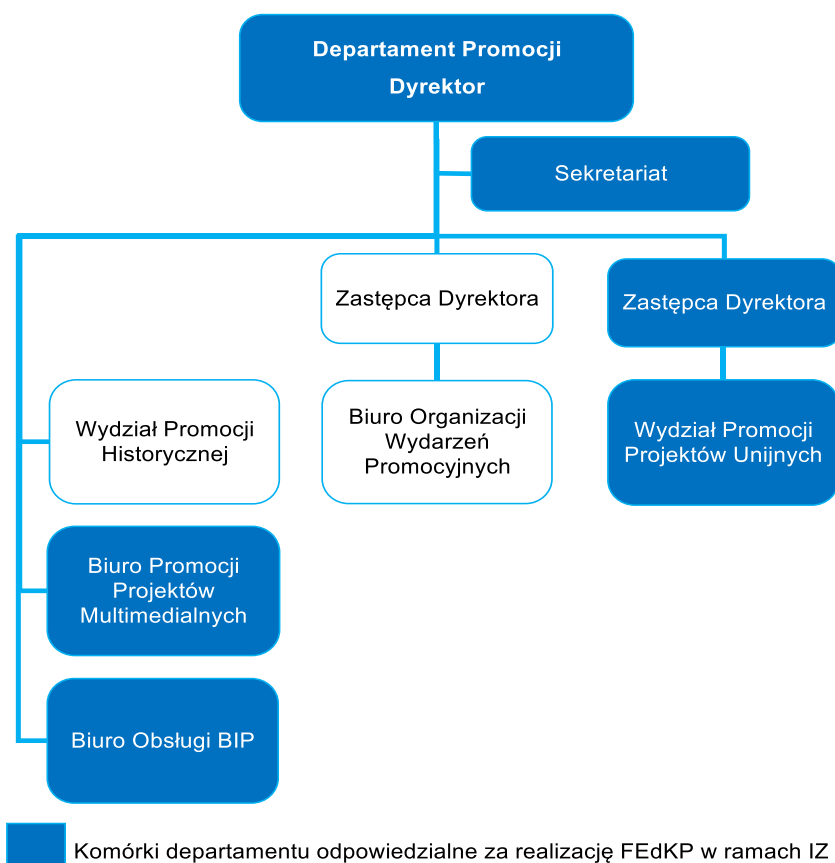 Departament Promocji
Dyrektor
Sekretariat
Zastępca Dyrektora
Zastępca Dyrektora
Wydział Promocji
Historycznej
Biuro Organizacji
Wydarzeń
Promocyjnych
Wydział Promocji
Projektów Unijnych
Biuro Promocji
Projektów
Multimedialnych
Biuro Obsługi BIP
Komórki departamentu odpowiedzialne za realizację FEdKP w ramach IZ